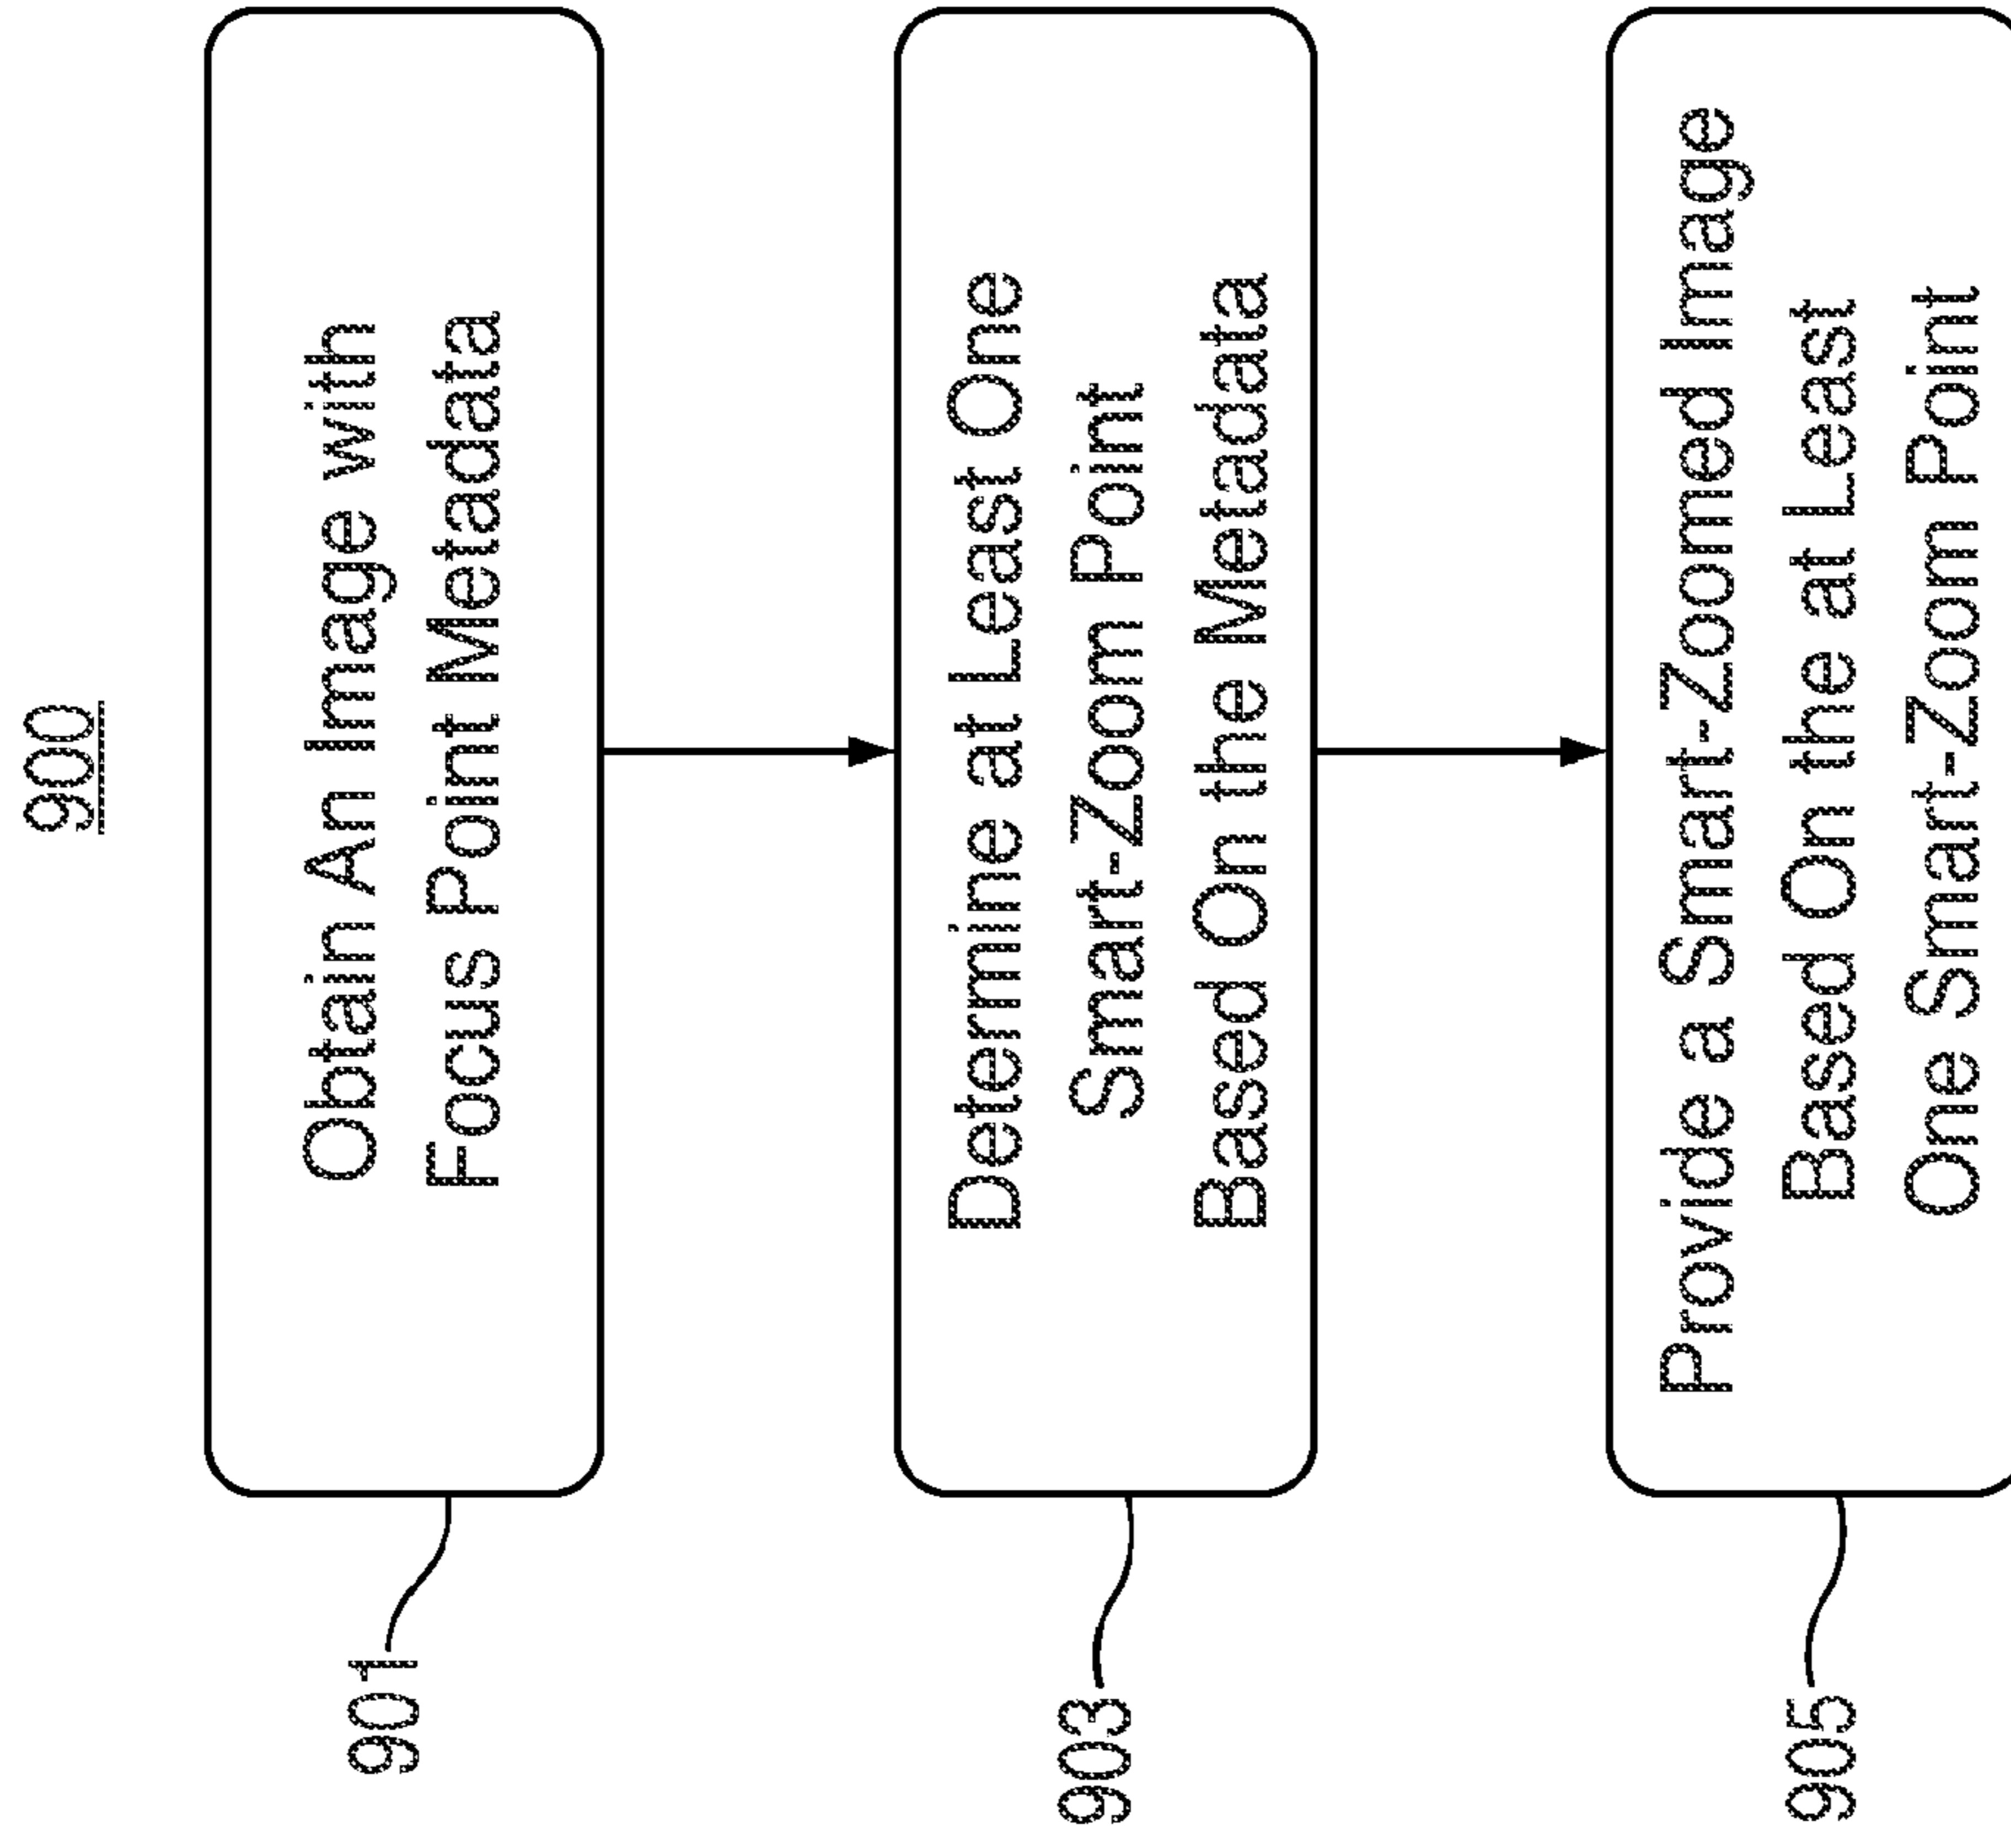 900
901
Obtain An Image with
Focus Point Metadata
903
Determine at Least One
Smart-Zoom Point
Based On the Metadata
905
Provide a Smart-Zoomed Image
Based On the at Least
One Smart-Zoom Point